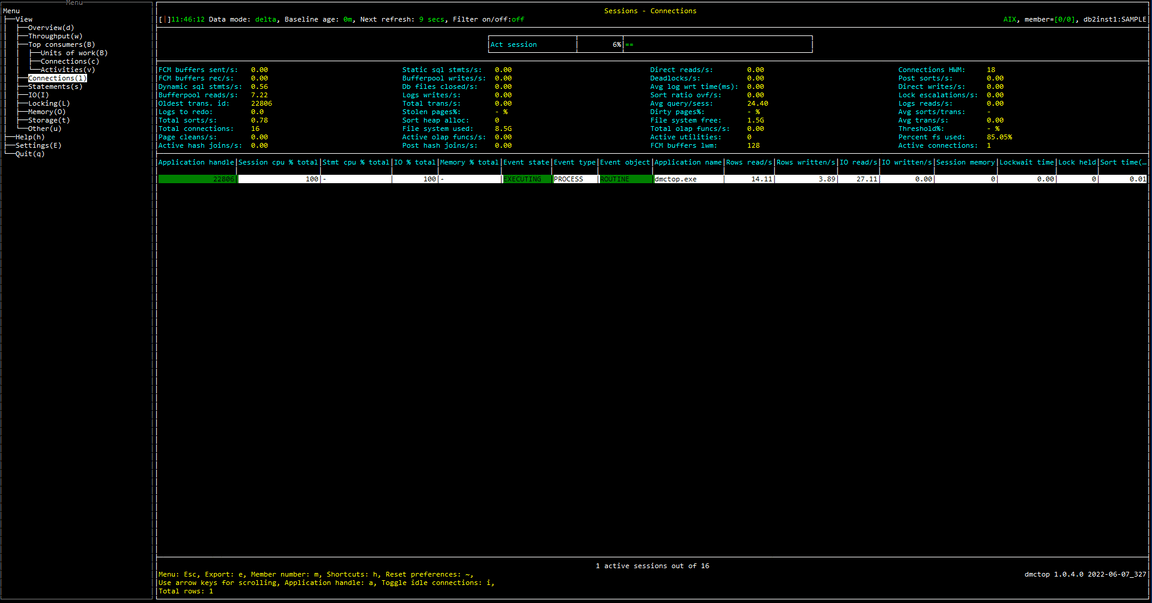 Menu
Sessions - Connections
Menu
[|]11:46:12 Data mode: delta, Baseline age: 0m, Next refresh: 9 secs, Filter on/off:off
AIX, member=[0/0], db2inst1:SAMPLE
View
Overview(d)
Throughput(w)
Top consumers(B)
Units of work(B)
Connections(c)
Activities(v)
Connections(l)
Statements(s)
IO(I)
Locking(L)
Memory(O)
Storage(t)
Other(u)
Help(h)
Settings(E)
Quit(q)
Act session 6% ==
FCM buffers sent/s: 0.00 Static sql stmts/s: 0.00 Direct reads/s: 0.00 Connections HWM: 18
FCM buffers rec/s: 0.00 Bufferpool writes/s: 0.00 Deadlocks/s: 0.00 Post sorts/s: 0.00
Dynamic sql stmts/s: 0.56 Db files closed/s: 0.00 Avg log wrt time(ms): 0.00 Direct writes/s: 0.00
Bufferpool reads/s: 7.22 Logs writes/s: 0.00 Sort ratio ovf/s: 0.00 Lock escalations/s: 0.00
Oldest trans. id: 22806 Total trans/s: 0.00 Avg query/sess: 24.40 Logs reads/s: 0.00
Logs to redo: 0.0 Stolen pages%: - % Dirty pages%: - % Avg sorts/trans: -
Total sorts/s: 0.78 Sort heap alloc: 0 File system free: 1.5G Avg trans/s: 0.00
Total connections: 16 File system used: 8.5G Total olap funcs/s: 0.00 Threshold%: - %
Page cleans/s: 0.00 Active olap funcs/s: 0.00 Active utilities: 0 Percent fs used: 85.05%
Active hash joins/s: 0.00 Post hash joins/s: 0.00 FCM buffers lwm: 128 Active connections: 1
Application handle Session cpu % total Stmt cpu % total IO % total Memory % total Event state Event type Event object Application name Rows read/s Rows written/s IO read/s IO written/s Session memory Lockwait time Lock held Sort time(…
22806 100 - 100 - EXECUTING PROCESS ROUTINE dmctop.exe 14.11 3.89 27.11 0.00 0 0.00 0 0.01
1 active sessions out of 16
Menu: Esc, Export: e, Member number: m, Shortcuts: h, Reset preferences: ~,
dmctop 1.0.4.0 2022-06-07_327
Use arrow keys for scrolling, Application handle: a, Toggle idle connections: i,
Total rows: 1